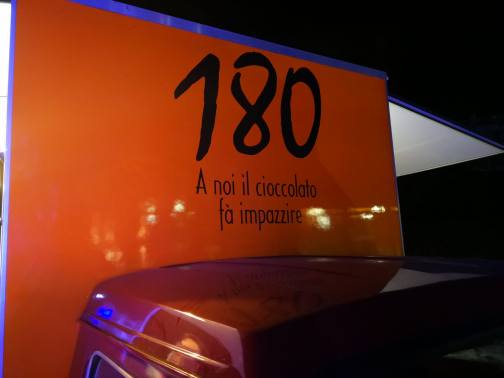 180
A noi il cioccolato
fà impazzire